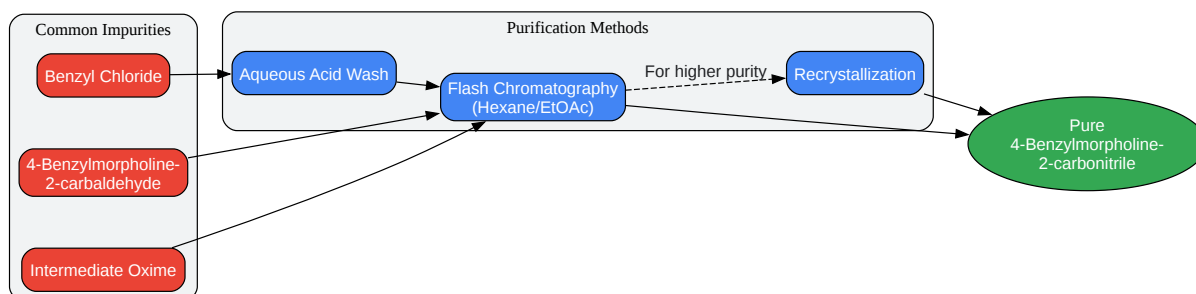 Common Impurities
Benzyl Chloride
4-Benzylmorpholine-
2-carbaldehyde
Intermediate Oxime
Purification Methods
Aqueous Acid Wash
Flash Chromatography
(Hexane/EtOAc)
For higher purity
Recrystallization
Pure
4-Benzylmorpholine-
2-carbonitrile